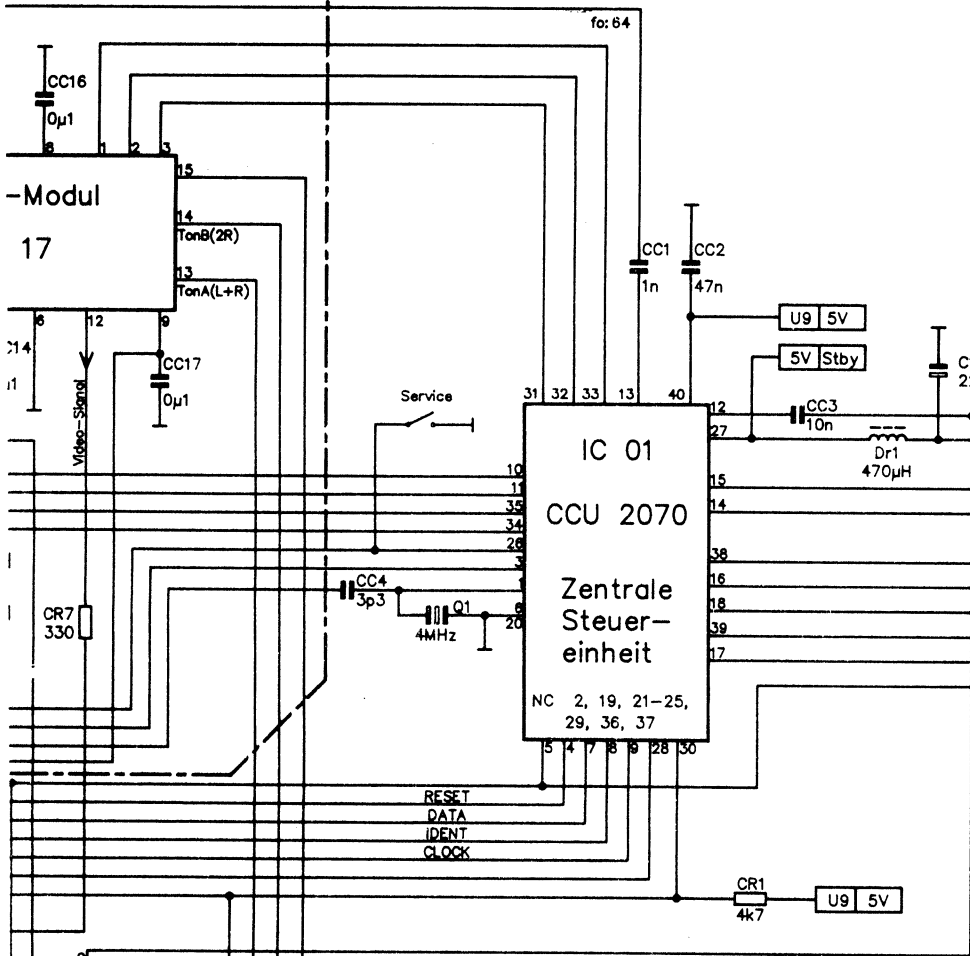 fo:64
CC16
0µ1
8 1 2 3
15
-Modul
17
14
TonB(2R)
13
TonA(L+R)
6 12 9
C14
µ1
CC17
0µ1
Video-Signal
CR7
330
CC1
1n
CC2
47n
U9 5V
5V Stby
Service
31 32 33 13 40
12
CC3
10n
27
Dr1
470µH
IC 01
CCU 2070
Zentrale
Steuer-
einheit
NC 2, 19, 21-25,
29, 36, 37
10
11
35
34
26
3
1
6
20
CC4
3p3
Q1
4MHz
15
14
38
16
18
39
17
5 4 7 8 9 28 30
RESET
DATA
IDENT
CLOCK
CR1
4k7
U9 5V